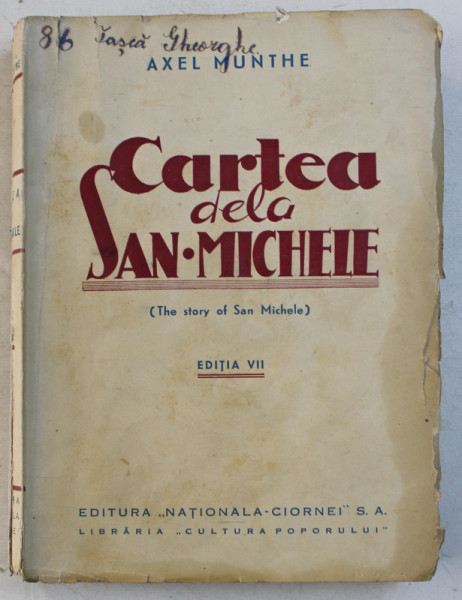 86 Tașcă Gheorghe
AXEL MUNTHE
Cartea
dela
SAN·MICHELE
(The story of San Michele)
EDIȚIA VII
EDITURA „NAȚIONALA-CIORNEI" S. A.
LIBRĂRIA „CULTURA POPORULUI"